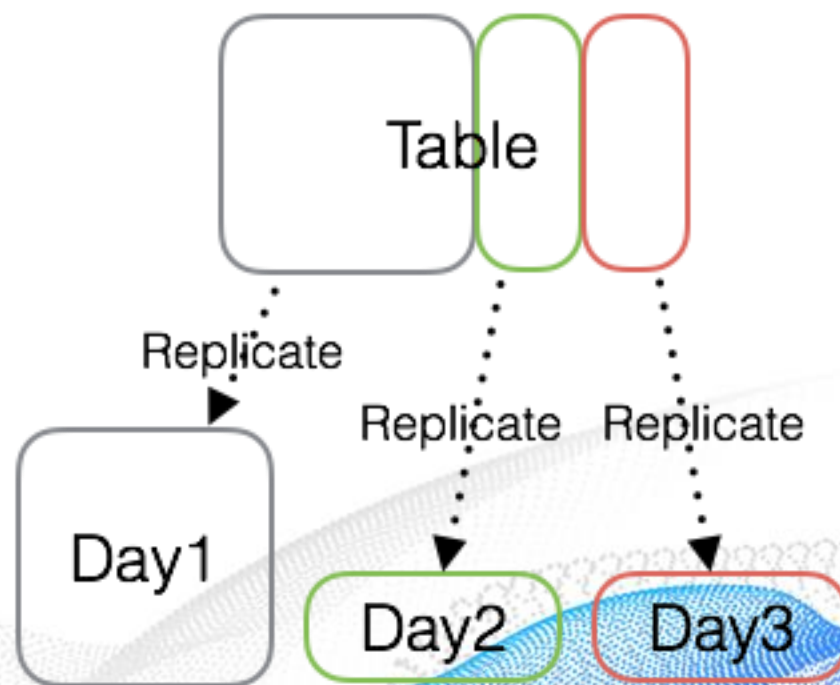 Table
Replicate
Replicate
Replicate
Day1
Day2
Day3